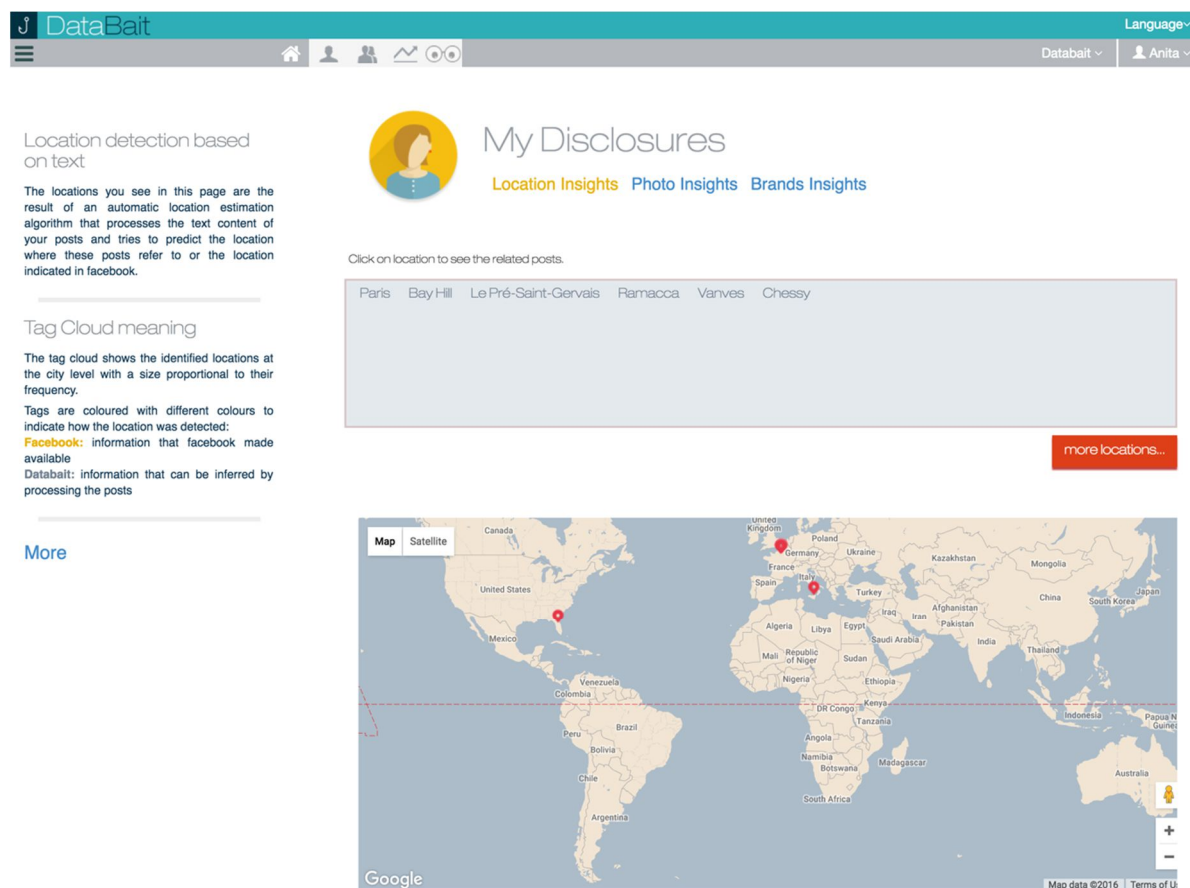 DataBait
Language
Databait
Anita
Location detection based
on text
The locations you see in this page are the
result of an automatic location estimation
algorithm that processes the text content of
your posts and tries to predict the location
where these posts refer to or the location
indicated in facebook.
Tag Cloud meaning
The tag cloud shows the identified locations at
the city level with a size proportional to their
frequency.
Tags are coloured with different colours to
indicate how the location was detected:
Facebook: information that facebook made
available
Databait: information that can be inferred by
processing the posts
More
My Disclosures
Location Insights Photo Insights Brands Insights
Click on location to see the related posts.
Paris Bay Hill Le Pré-Saint-Gervais Ramacca Vanves Chessy
more locations...
Map Satellite
Canada
United
Kingdom
Poland
Germany
Ukraine
Kazakhstan
Mongolia
France
Italy
Spain
Turkey
United States
China
South Korea
Japan
Iraq
Iran
Afghanistan
Pakistan
Algeria
Libya
Egypt
Saudi Arabia
India
Mexico
Mali
Republic
of Niger
Sudan
Thailand
Nigeria
Ethiopia
Venezuela
Colombia
DR Congo
Kenya
Tanzania
Indonesia
Papua N
Guine
Brazil
Peru
Angola
Bolivia
Namibia
Botswana
Madagascar
Australia
Chile
South Africa
Argentina
Google
Map data ©2016 Terms of U